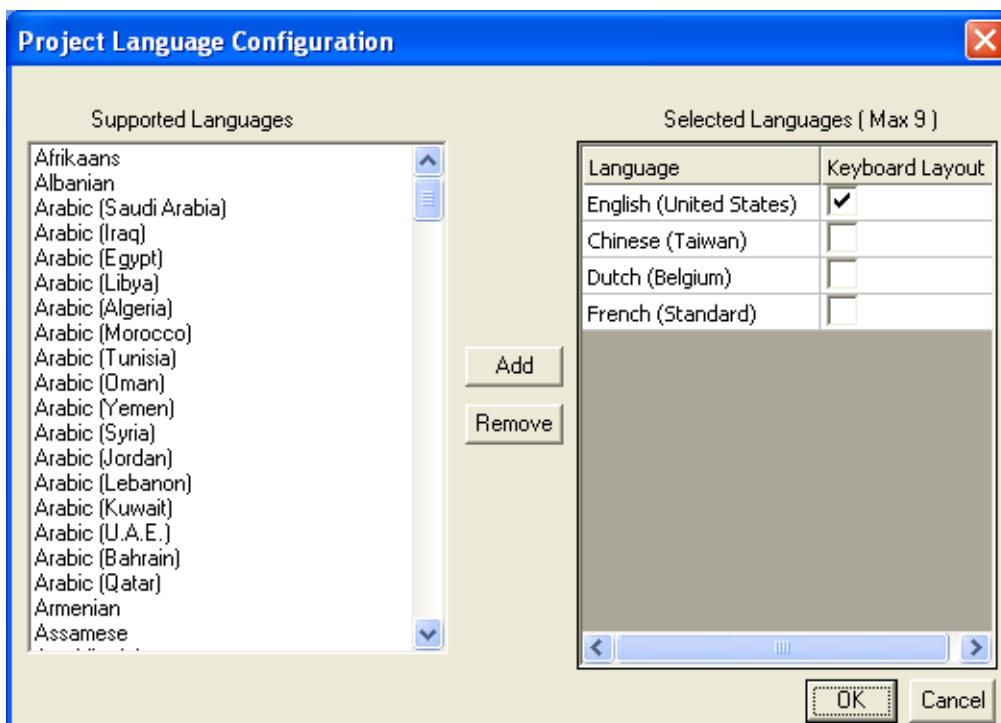 Project Language Configuration
Supported Languages
Afrikaans
Albanian
Arabic (Saudi Arabia)
Arabic (Iraq)
Arabic (Egypt)
Arabic (Libya)
Arabic (Algeria)
Arabic (Morocco)
Arabic (Tunisia)
Arabic (Oman)
Arabic (Yemen)
Arabic (Syria)
Arabic (Jordan)
Arabic (Lebanon)
Arabic (Kuwait)
Arabic (U.A.E.)
Arabic (Bahrain)
Arabic (Qatar)
Armenian
Assamese
Add
Remove
Selected Languages ( Max 9 )
Language Keyboard Layout
English (United States)
Chinese (Taiwan)
Dutch (Belgium)
French (Standard)
OK Cancel